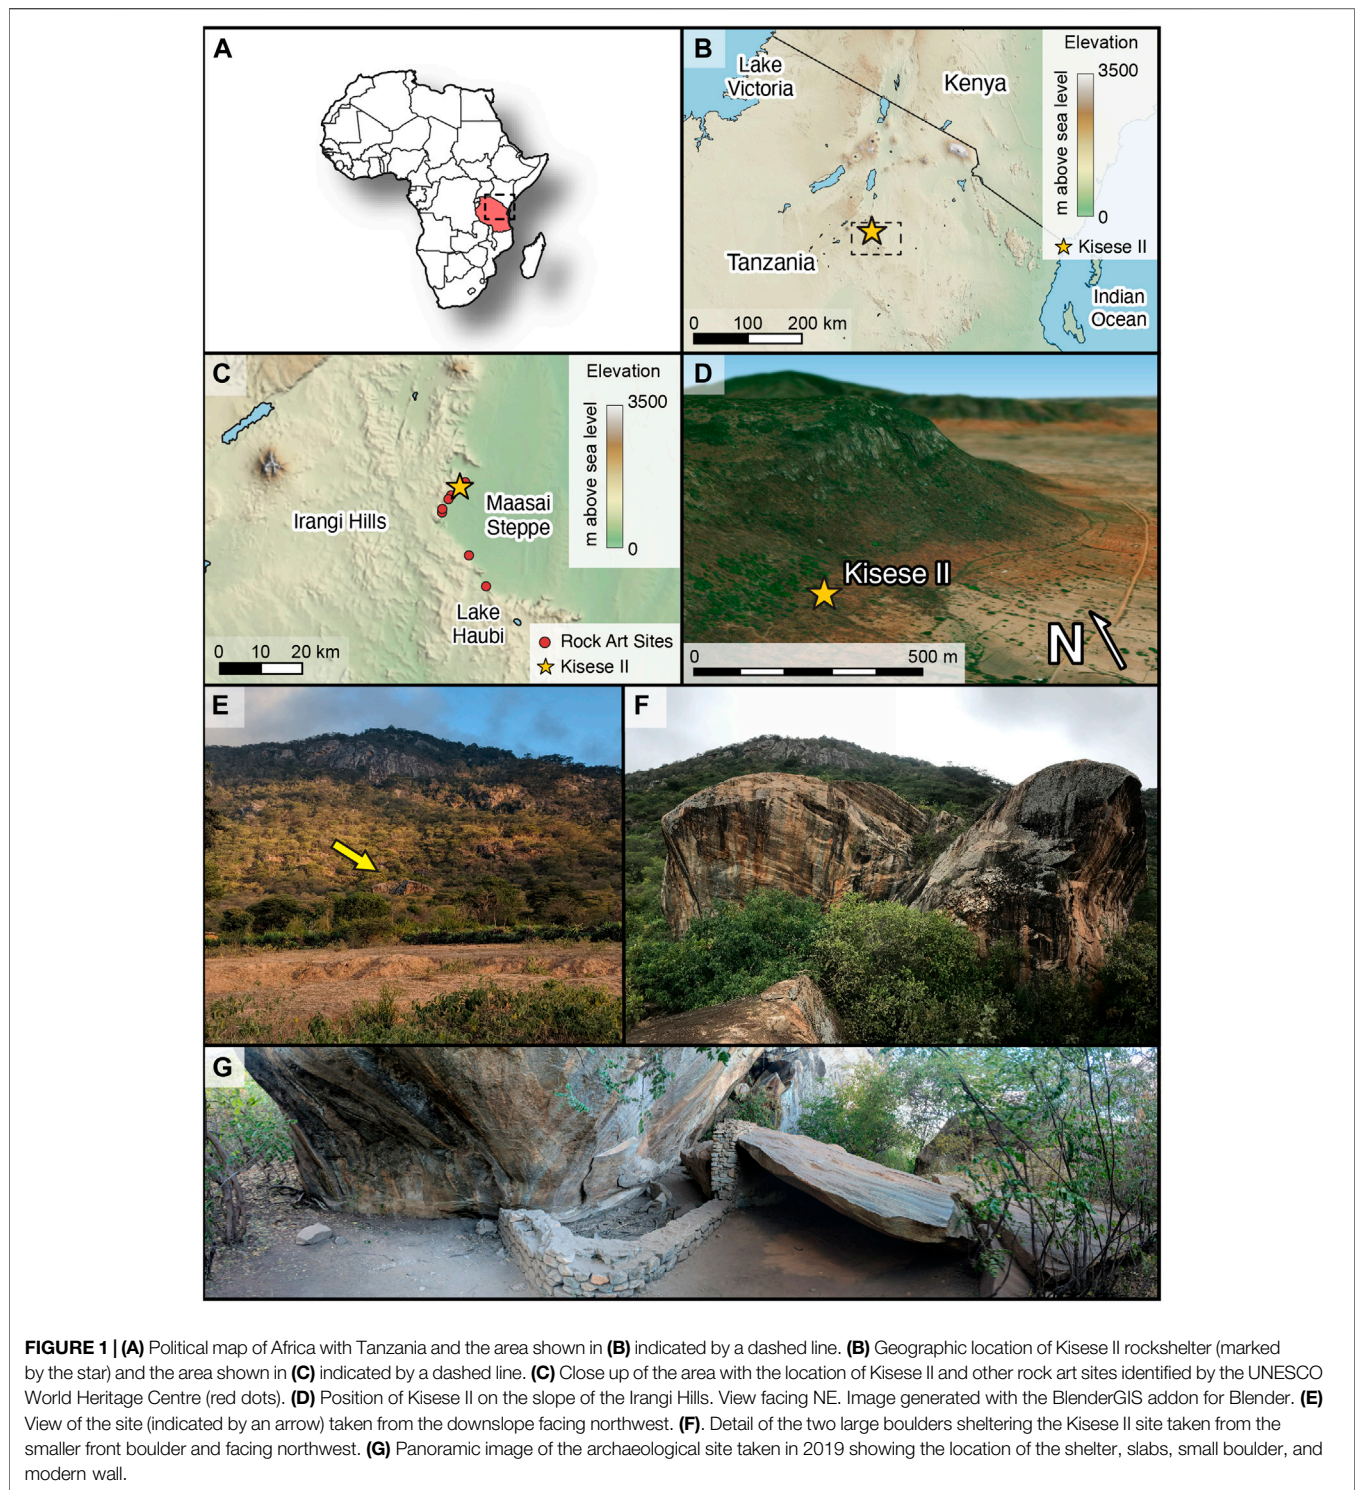 A
B
Lake
Victoria
Kenya
Elevation
3500
m above sea level
0
Kisese II
Tanzania
Indian
Ocean
0 100 200 km
C
Elevation
3500
m above sea level
0
Irangi Hills
Maasai
Steppe
Lake
Haubi
0 10 20 km
Rock Art Sites
Kisese II
D
Kisese II
0 500 m
N
E
F
G
FIGURE 1 | (A) Political map of Africa with Tanzania and the area shown in (B) indicated by a dashed line. (B) Geographic location of Kisese II rockshelter (marked
by the star) and the area shown in (C) indicated by a dashed line. (C) Close up of the area with the location of Kisese II and other rock art sites identified by the UNESCO
World Heritage Centre (red dots). (D) Position of Kisese II on the slope of the Irangi Hills. View facing NE. Image generated with the BlenderGIS addon for Blender. (E)
View of the site (indicated by an arrow) taken from the downslope facing northwest. (F). Detail of the two large boulders sheltering the Kisese II site taken from the
smaller front boulder and facing northwest. (G) Panoramic image of the archaeological site taken in 2019 showing the location of the shelter, slabs, small boulder, and
modern wall.